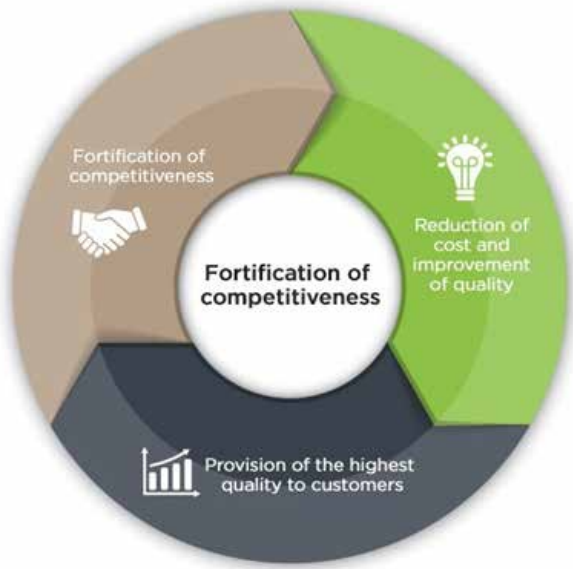 Fortification of
competitiveness
Reduction of
cost and
improvement
of quality
Fortification of
competitiveness
Provision of the highest
quality to customers